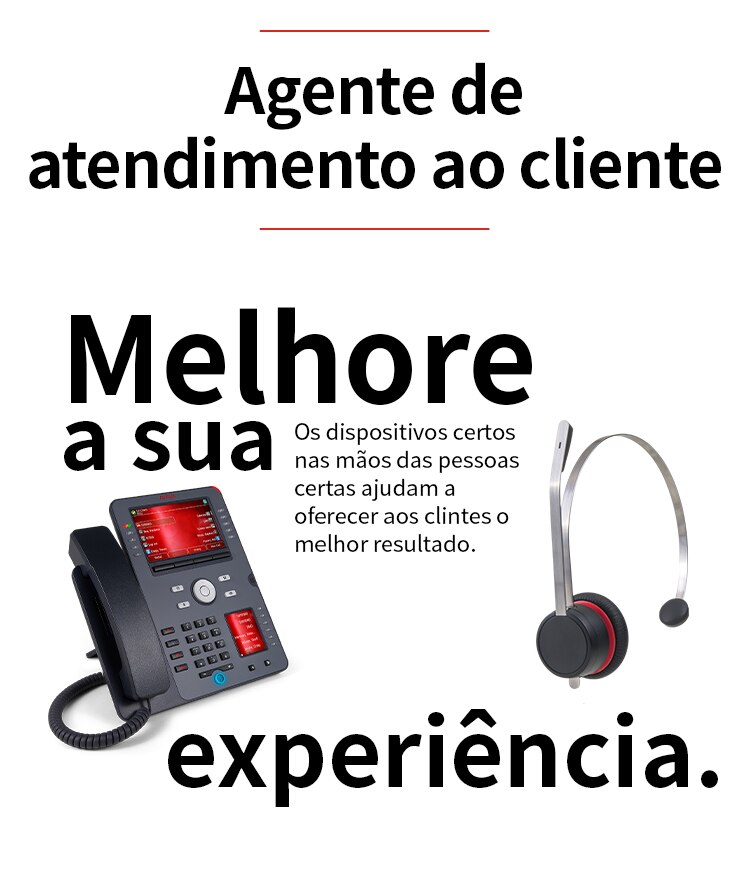 Agente de
atendimento ao cliente
Melhore
a sua
Os dispositivos certos
nas mãos das pessoas
certas ajudam a
oferecer aos clintes o
melhor resultado.
experiência.